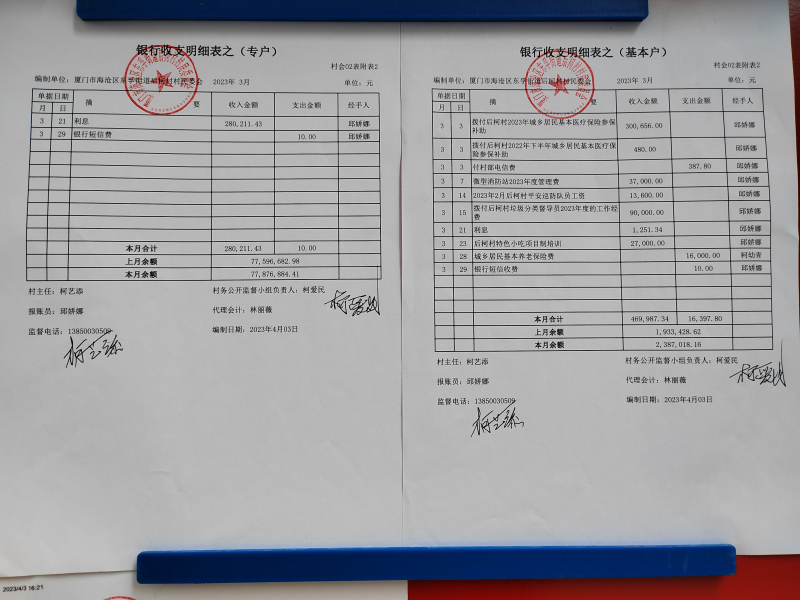 银行收支明细表之（专户）
村会02表附表2
编制单位：厦门市海沧区东孚街道后柯村村民委会 2023年 3月 单位：元
单据日期 摘 要 收入金额 支出金额 经手人
月 日
3 21 利息 280,211.43 邱娇娜
3 29 银行短信费 10.00 邱娇娜
本月合计 280,211.43 10.00
上月余额 77,596,682.98
本月余额 77,876,884.41
村主任：柯艺添 村务公开监督小组负责人：柯爱民
报账员：邱娇娜 代理会计：林丽薇
监督电话：13850030509 编制日期：2023年4月03日
银行收支明细表之（基本户）
村会02表附表2
编制单位：厦门市海沧区东孚街道后柯村村民委会 2023年 3月 单位：元
单据日期 摘 要 收入金额 支出金额 经手人
月 日
3 3 拨付后柯村2023年城乡居民基本医疗保险参保 300,656.00 邱娇娜
补助
3 3 拨付后柯村2022年下半年城乡居民基本医疗保 480.00 邱娇娜
险参保补助
3 3 付村部电信费 387.80 邱娇娜
3 7 微型消防站2023年度管理费 37,000.00 邱娇娜
3 14 2023年2月后柯村平安巡防队员工资 13,600.00 邱娇娜
3 15 拨付后柯村垃圾分类督导员2023年度的工作经 90,000.00 邱娇娜
费
3 21 利息 1,251.34 邱娇娜
3 23 后柯村特色小吃项目制培训 27,000.00 邱娇娜
3 28 城乡居民基本养老保险费 16,000.00 柯幼青
3 29 银行短信收费 10.00 邱娇娜
本月合计 469,987.34 16,397.80
上月余额 1,933,428.62
本月余额 2,387,018.16
村主任：柯艺添 村务公开监督小组负责人：柯爱民
报账员：邱娇娜 代理会计：林丽薇
监督电话：13850030509 编制日期：2023年4月03日
柯爱民
柯艺添
柯爱民
柯艺添
2023/4/3 16:21